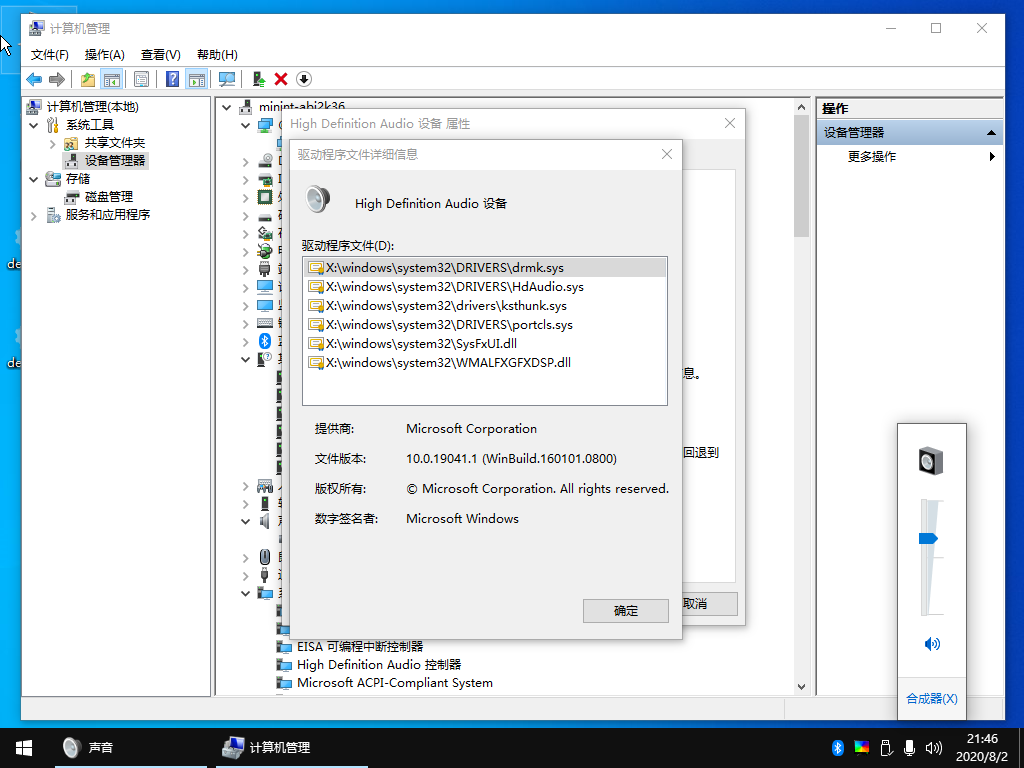 计算机管理
文件(F) 操作(A) 查看(V) 帮助(H)
计算机管理(本地)
系统工具
共享文件夹
设备管理器
存储
磁盘管理
服务和应用程序
minint-abi2k36
High Definition Audio 设备 属性
驱动程序文件详细信息
High Definition Audio 设备
驱动程序文件(D):
X:\windows\system32\DRIVERS\drmk.sys
X:\windows\system32\DRIVERS\HdAudio.sys
X:\windows\system32\drivers\ksthunk.sys
X:\windows\system32\DRIVERS\portcls.sys
X:\windows\system32\SysFxUI.dll
X:\windows\system32\WMALFXGFXDSP.dll
提供商: Microsoft Corporation
文件版本: 10.0.19041.1 (WinBuild.160101.0800)
版权所有: © Microsoft Corporation. All rights reserved.
数字签名者: Microsoft Windows
确定
息。
回退到
取消
EISA 可编程中断控制器
High Definition Audio 控制器
Microsoft ACPI-Compliant System
操作
设备管理器
更多操作
合成器(X)
de
de
声音
计算机管理
21:46
2020/8/2